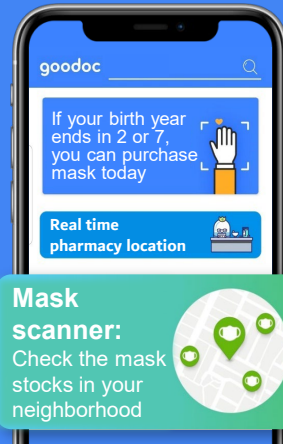 goodoc
If your birth year
ends in 2 or 7,
you can purchase
mask today
Real time
pharmacy location
Mask
scanner:
Check the mask
stocks in your
neighborhood